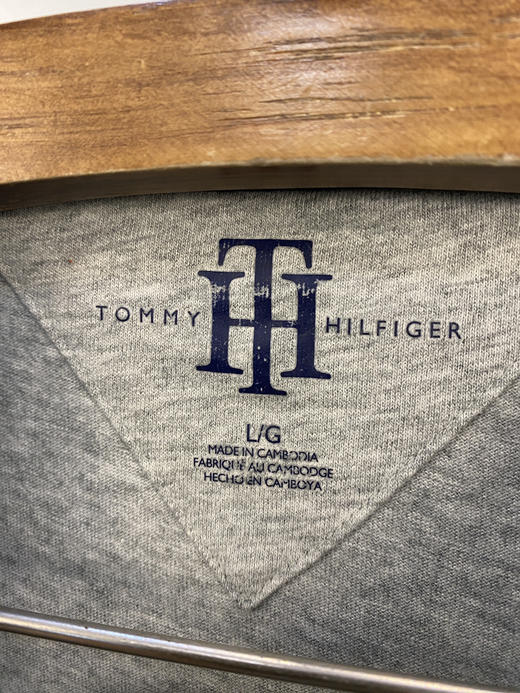 TH
TOMMY HILFIGER
L/G
MADE IN CAMBODIA
FABRIQUÉ AU CAMBODGE
HECHO EN CAMBOYA